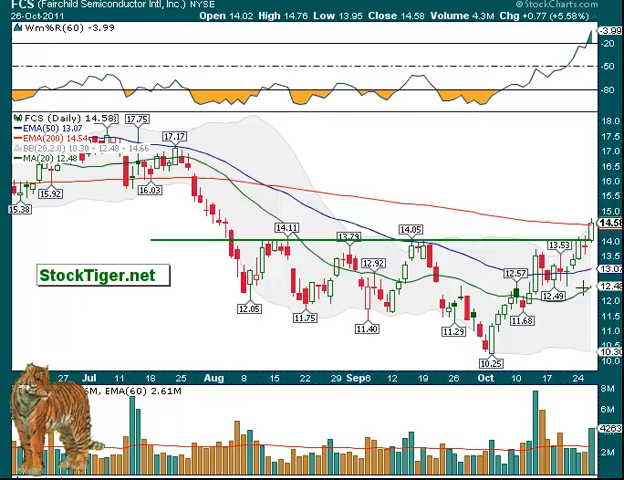 FCS (Fairchild Semiconductor Intl, Inc.) NYSE
© StockCharts.com
26-Oct-2011
Open 14.02 High 14.76 Low 13.95 Close 14.58 Volume 4.3M Chg +0.77 (+5.58%)
Wm%R(60) -3.99
-3.99
-20
-50
-80
FCS (Daily) 14.58
EMA(50) 13.07
EMA(200) 14.54
BB(20,2.0) 10.30 - 12.48 - 14.66
MA(20) 12.48
17.75
17.17
16.03
15.92
15.38
14.11
13.79
12.92
14.05
12.57
13.53
12.05
11.75
11.40
11.29
11.68
12.49
10.25
18.0
17.5
17.0
16.5
16.0
15.5
15.0
14.58
14.0
13.5
13.07
12.48
12.0
11.5
11.0
10.5
10.30
10.0
StockTiger.net
27 Jul 11 18 25 Aug 8 15 22 29 Sep 6 12 19 26 Oct 10 17 24
6M, EMA(60) 2.61M
8M
6M
4263
2M